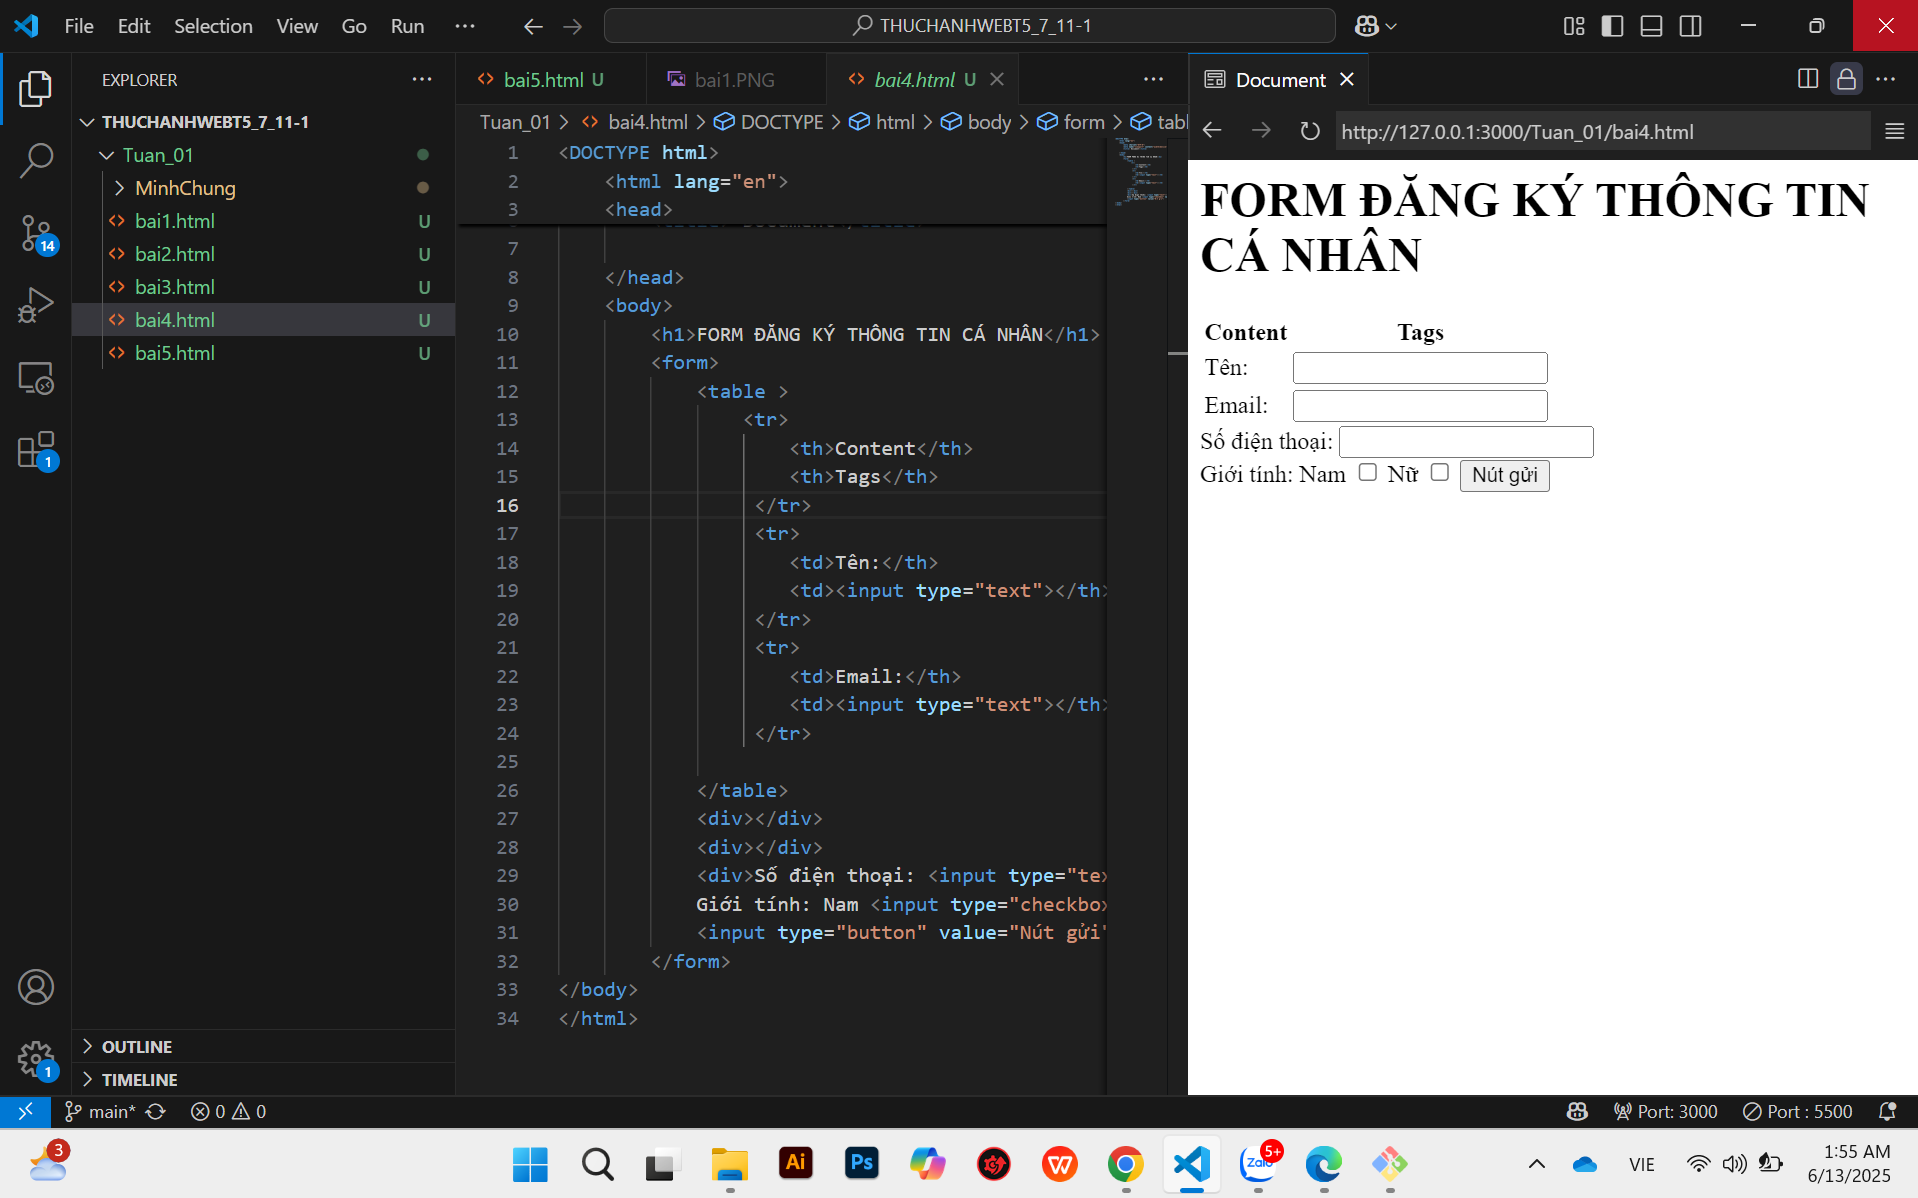 File Edit Selection View Go Run ... THUCHANHWEBT5_7_11-1
EXPLORER
THUCHANHWEBT5_7_11-1
Tuan_01
MinhChung
bai1.html U
bai2.html U
bai3.html U
bai4.html U
bai5.html U
OUTLINE
TIMELINE
14
1
1
bai5.html U bai1.PNG bai4.html U
Tuan_01 > bai4.html > DOCTYPE > html > body > form > tabl
1 <DOCTYPE html>
2 <html lang="en">
3 <head>
7
8 </head>
9 <body>
10 <h1>FORM ĐĂNG KÝ THÔNG TIN CÁ NHÂN</h1>
11 <form>
12 <table >
13 <tr>
14 <th>Content</th>
15 <th>Tags</th>
16 </tr>
17 <tr>
18 <td>Tên:</th>
19 <td><input type="text"></th>
20 </tr>
21 <tr>
22 <td>Email:</th>
23 <td><input type="text"></th>
24 </tr>
25
26 </table>
27 <div></div>
28 <div></div>
29 <div>Số điện thoại: <input type="tex
30 Giới tính: Nam <input type="checkbox
31 <input type="button" value="Nút gửi"
32 </form>
33 </body>
34 </html>
Document
http://127.0.0.1:3000/Tuan_01/bai4.html
FORM ĐĂNG KÝ THÔNG TIN
CÁ NHÂN
Content Tags
Tên:
Email:
Số điện thoại:
Giới tính: Nam Nữ Nút gửi
main* 0 0 Port: 3000 Port : 5500
3 Ai Ps Zalo 5+ VIE 1:55 AM
6/13/2025